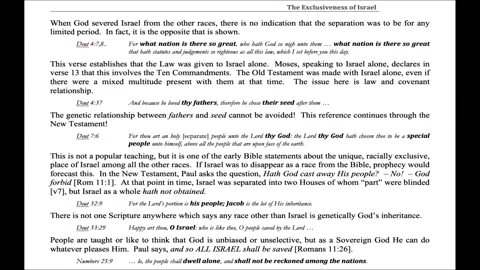 The Exclusiveness of Israel
When God severed Israel from the other races, there is no indication that the separation was to be for any
limited period. In fact, it is the opposite that is shown.
Deut 4:7,8.. For what nation is there so great, who hath God so nigh unto them … what nation is there so great
that hath statutes and judgements so righteous as all this law, which I set before you this day.
This verse establishes that the Law was given to Israel alone. Moses, speaking to Israel alone, declares in
verse 13 that this involves the Ten Commandments. The Old Testament was made with Israel alone, even if
there were a mixed multitude present with them at that time. The issue here is law and covenant
relationship.
Deut 4:37 And because he loved thy fathers, therefore he chose their seed after them …
The genetic relationship between fathers and seed cannot be avoided! This reference continues through the
New Testament!
Deut 7:6 For thou art an holy [separate] people unto the Lord thy God: the Lord thy God hath chosen thee to be a special
people unto himself, above all the people that are upon the face of the earth.
This is not a popular teaching, but it is one of the early Bible statements about the unique, racially exclusive,
place of Israel among all the other races. If Israel was to disappear as a race from the Bible, prophecy
would forecast this. In the New Testament, Paul asks the question, Hath God cast away His people? – No! – God
forbid [Rom 11:1]. At that point in time, Israel was separated into two Houses of whom “part” were blinded
[v7], but Israel as a whole hath not obtained.
Deut 32:9 For the Lord's portion is his people; Jacob is the lot of His inheritance.
There is not one Scripture anywhere which says any race other than Israel is genetically God's inheritance.
Deut 33:29 Happy art thou, O Israel: who is like thee, O people saved by the Lord …
People are taught or like to think that God is unbiased or unselective, but as a Sovereign God He can do
whatever pleases Him. Paul says, and so ALL ISRAEL shall be saved [Romans 11:26].
Numbers 23:9 … lo, the people shall dwell alone, and shall not be reckoned among the nations.